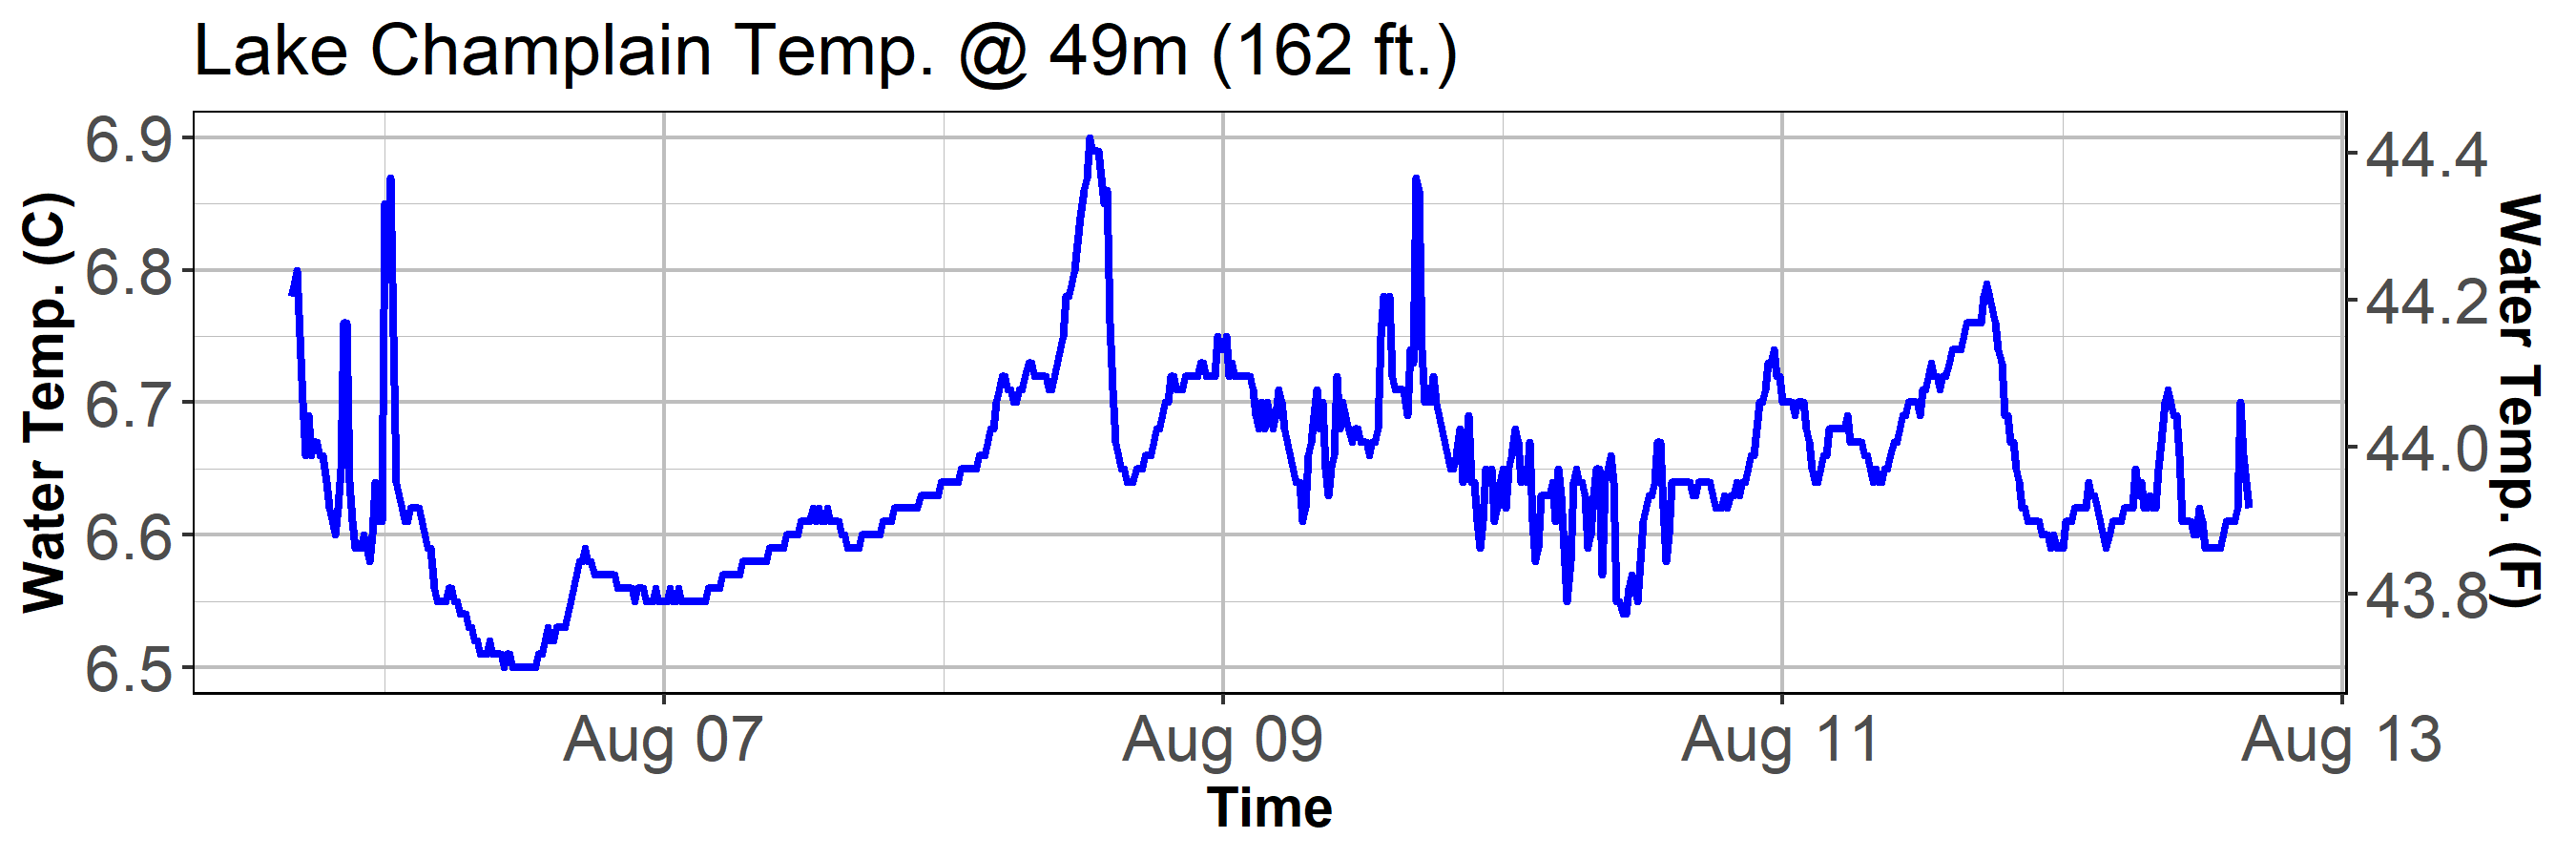 Lake Champlain Temp. @ 49m (162 ft.)
Water Temp. (C)
6.9
6.8
6.7
6.6
6.5
44.4
44.2
44.0
43.8
Water Temp. (F)
Aug 07
Aug 09
Aug 11
Aug 13
Time